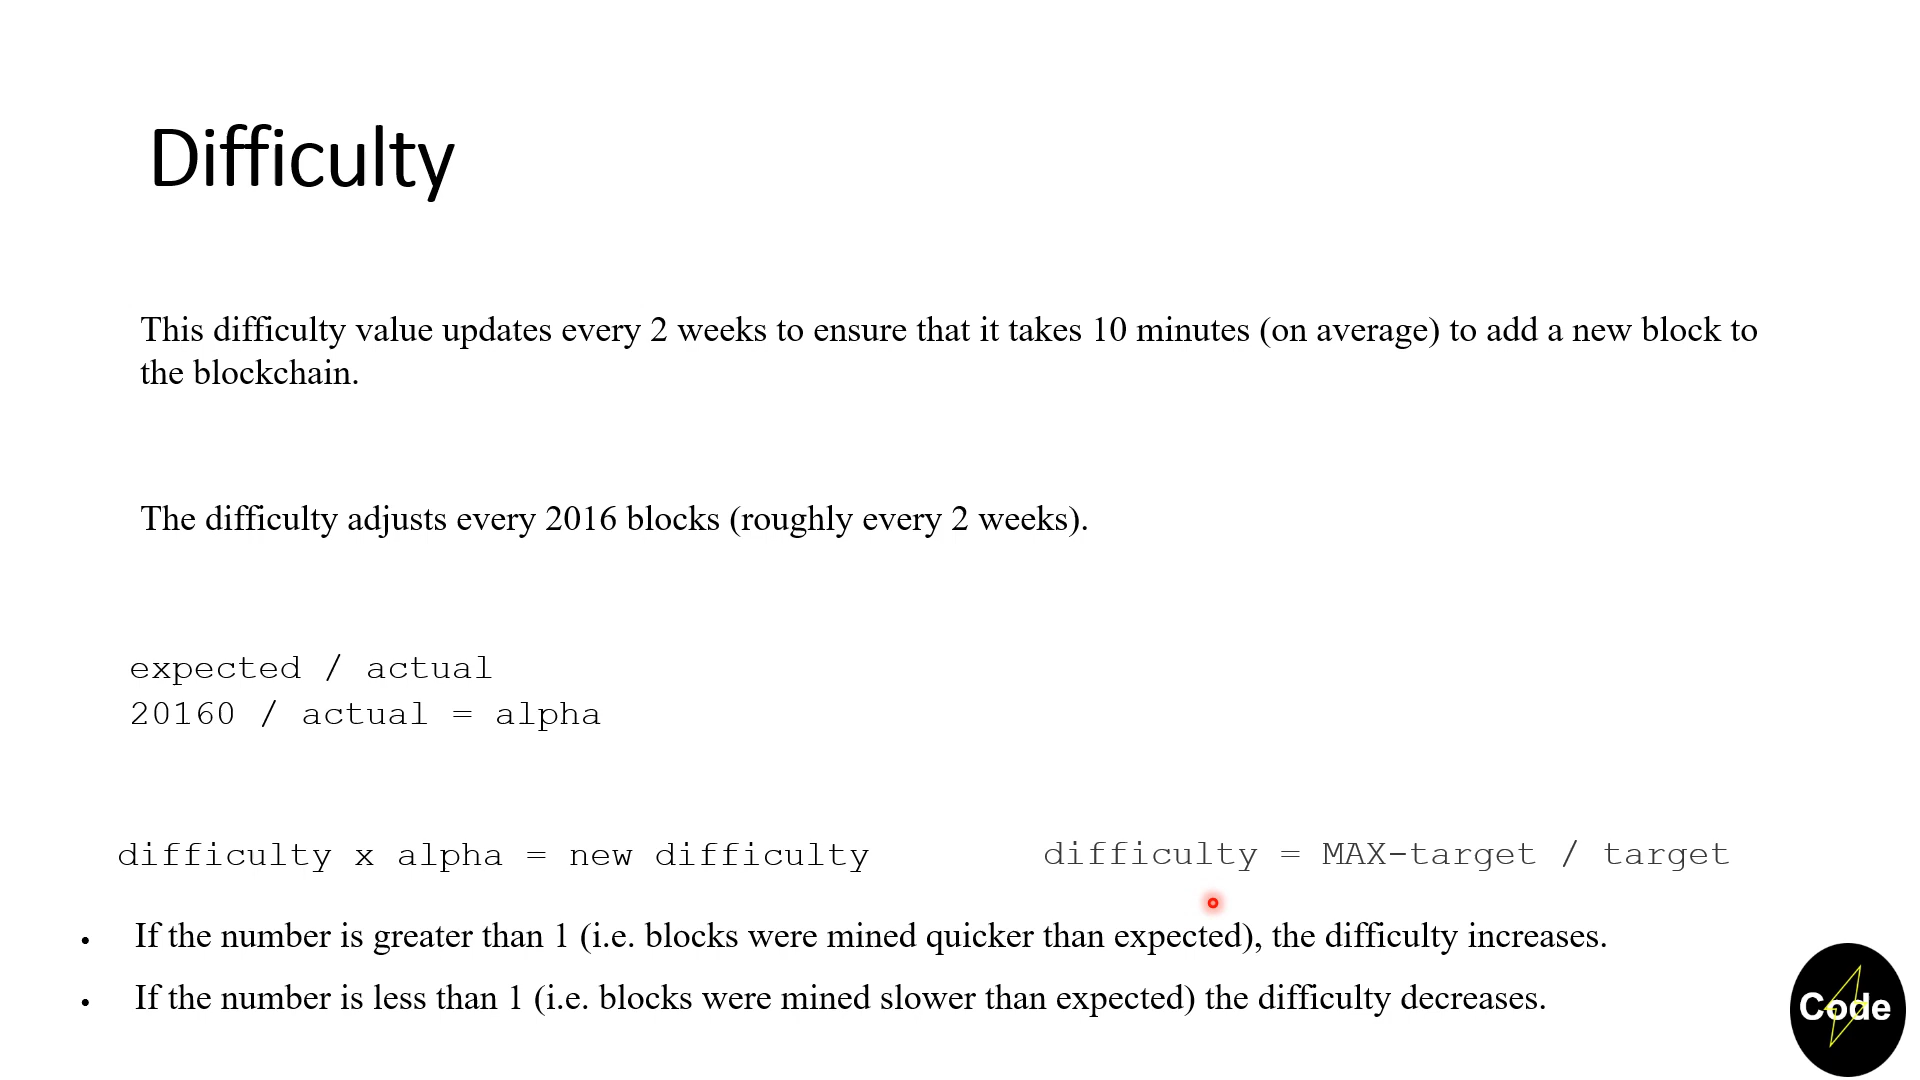 Difficulty
This difficulty value updates every 2 weeks to ensure that it takes 10 minutes (on average) to add a new block to
the blockchain.
The difficulty adjusts every 2016 blocks (roughly every 2 weeks).
expected / actual
20160 / actual = alpha
difficulty x alpha = new difficulty
difficulty = MAX-target / target
• If the number is greater than 1 (i.e. blocks were mined quicker than expected), the difficulty increases.
• If the number is less than 1 (i.e. blocks were mined slower than expected) the difficulty decreases.
Code